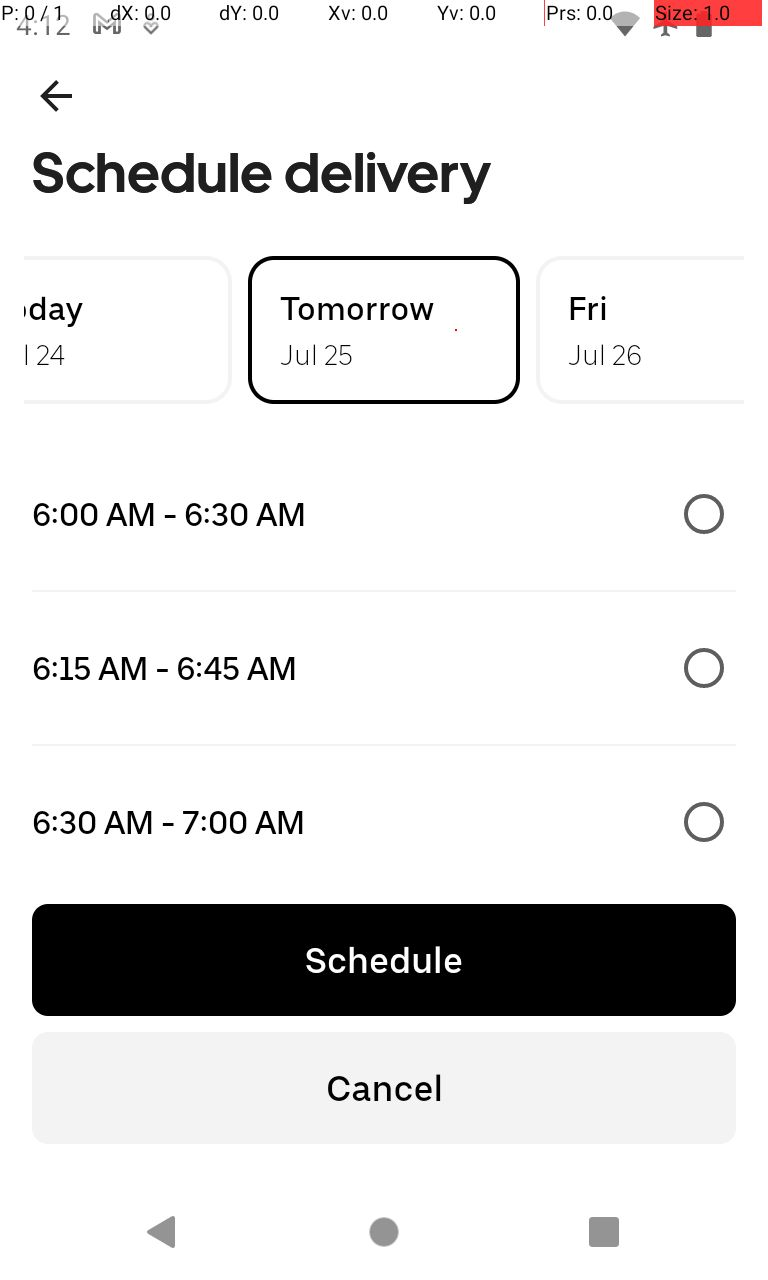 P: 0 / 1 dX: 0.0 dY: 0.0 Xv: 0.0 Yv: 0.0 Prs: 0.0 Size: 1.0
4:12
Schedule delivery
oday
Tomorrow
Fri
l 24
Jul 25
Jul 26
6:00 AM - 6:30 AM
6:15 AM - 6:45 AM
6:30 AM - 7:00 AM
Schedule
Cancel